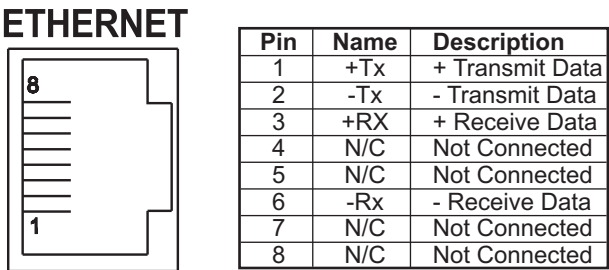 ETHERNET
8
1
Pin Name Description
1 +Tx + Transmit Data
2 -Tx - Transmit Data
3 +RX + Receive Data
4 N/C Not Connected
5 N/C Not Connected
6 -Rx - Receive Data
7 N/C Not Connected
8 N/C Not Connected